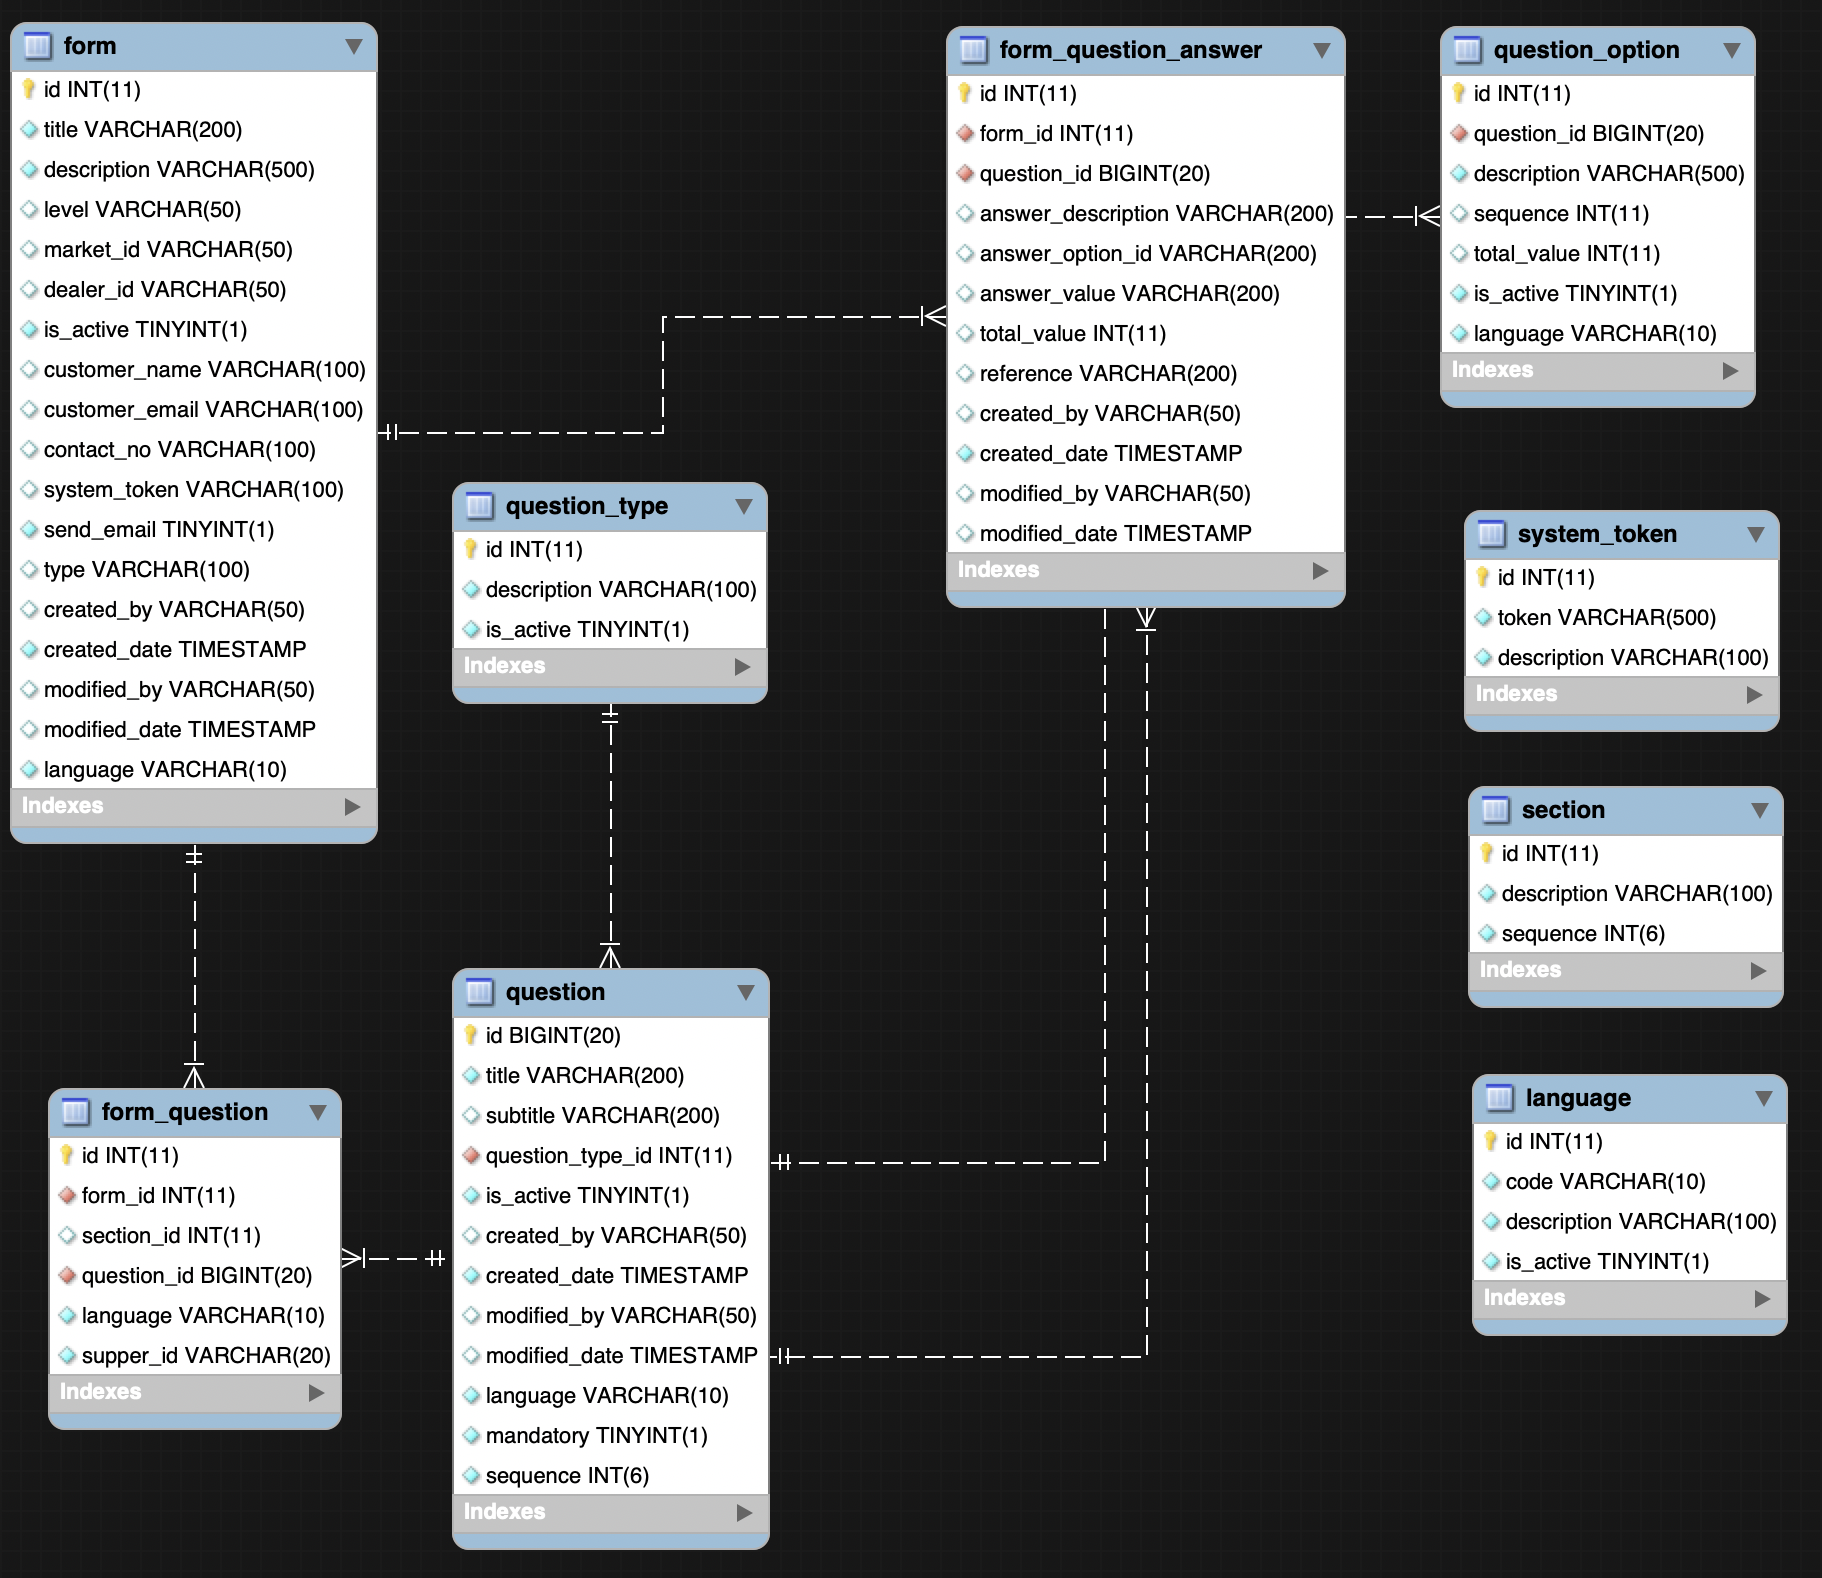 form
id INT(11)
title VARCHAR(200)
description VARCHAR(500)
level VARCHAR(50)
market_id VARCHAR(50)
dealer_id VARCHAR(50)
is_active TINYINT(1)
customer_name VARCHAR(100)
customer_email VARCHAR(100)
contact_no VARCHAR(100)
system_token VARCHAR(100)
send_email TINYINT(1)
type VARCHAR(100)
created_by VARCHAR(50)
created_date TIMESTAMP
modified_by VARCHAR(50)
modified_date TIMESTAMP
language VARCHAR(10)
Indexes
form_question
id INT(11)
form_id INT(11)
section_id INT(11)
question_id BIGINT(20)
language VARCHAR(10)
supper_id VARCHAR(20)
Indexes
question_type
id INT(11)
description VARCHAR(100)
is_active TINYINT(1)
Indexes
question
id BIGINT(20)
title VARCHAR(200)
subtitle VARCHAR(200)
question_type_id INT(11)
is_active TINYINT(1)
created_by VARCHAR(50)
created_date TIMESTAMP
modified_by VARCHAR(50)
modified_date TIMESTAMP
language VARCHAR(10)
mandatory TINYINT(1)
sequence INT(6)
Indexes
form_question_answer
id INT(11)
form_id INT(11)
question_id BIGINT(20)
answer_description VARCHAR(200)
answer_option_id VARCHAR(200)
answer_value VARCHAR(200)
total_value INT(11)
reference VARCHAR(200)
created_by VARCHAR(50)
created_date TIMESTAMP
modified_by VARCHAR(50)
modified_date TIMESTAMP
Indexes
question_option
id INT(11)
question_id BIGINT(20)
description VARCHAR(500)
sequence INT(11)
total_value INT(11)
is_active TINYINT(1)
language VARCHAR(10)
Indexes
system_token
id INT(11)
token VARCHAR(500)
description VARCHAR(100)
Indexes
section
id INT(11)
description VARCHAR(100)
sequence INT(6)
Indexes
language
id INT(11)
code VARCHAR(10)
description VARCHAR(100)
is_active TINYINT(1)
Indexes